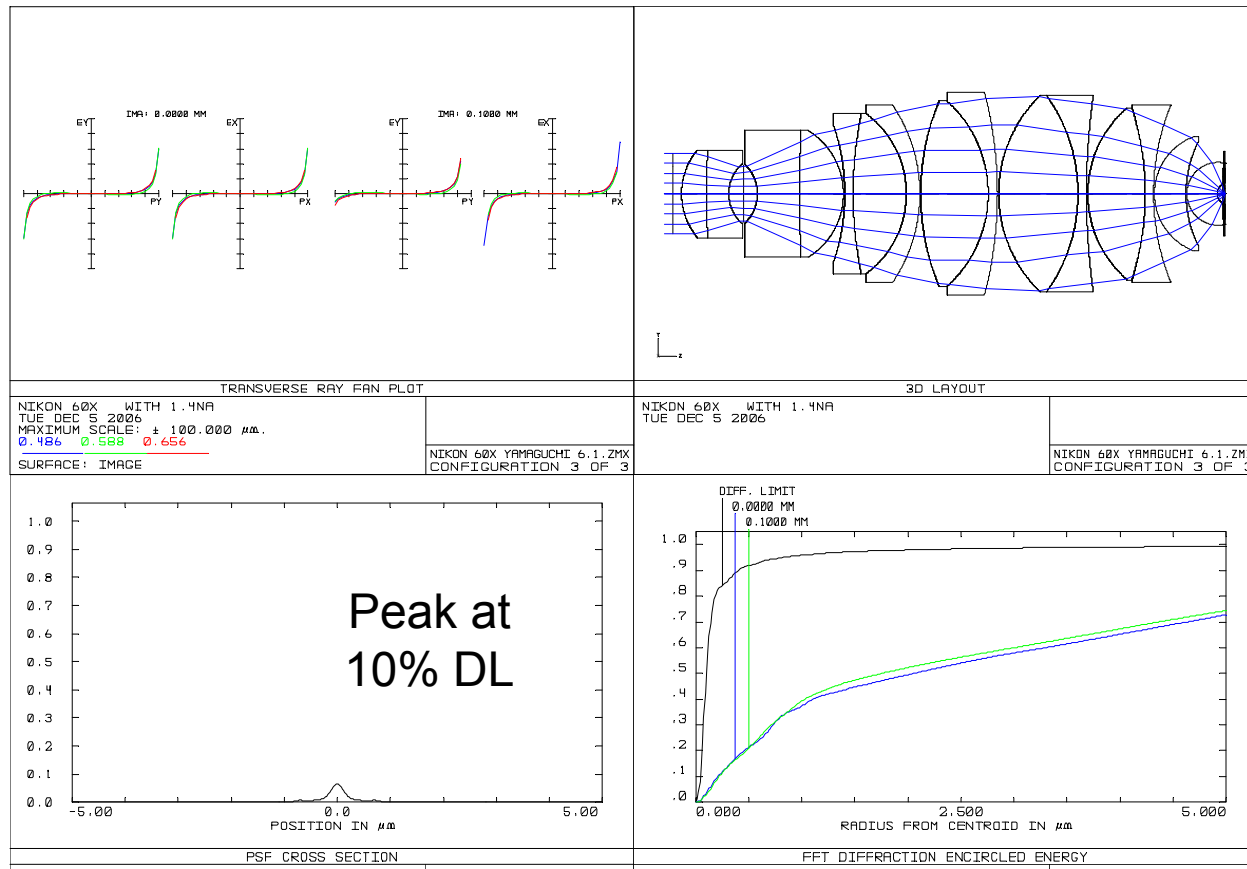 IMA: 0.0000 MM
IMA: 0.1000 MM
EY
EX
EY
EX
PY
PX
PY
PX
TRANSVERSE RAY FAN PLOT
NIKON 60X WITH 1.4NA
TUE DEC 5 2006
MAXIMUM SCALE: ± 100.000 µm.
0.486 0.588 0.656
SURFACE: IMAGE
NIKON 60X YAMAGUCHI 6.1.ZMX
CONFIGURATION 3 OF 3
Y
Z
3D LAYOUT
NIKON 60X WITH 1.4NA
TUE DEC 5 2006
NIKON 60X YAMAGUCHI 6.1.ZMX
CONFIGURATION 3 OF 3
1.0
0.9
0.8
0.7
0.6
0.5
0.4
0.3
0.2
0.1
0.0
Peak at
10% DL
-5.00 0.0 5.00
POSITION IN µm
PSF CROSS SECTION
DIFF. LIMIT
0.0000 MM
0.1000 MM
1.0
.9
.8
.7
.6
.5
.4
.3
.2
.1
.0
0.000 2.500 5.000
RADIUS FROM CENTROID IN µm
FFT DIFFRACTION ENCIRCLED ENERGY